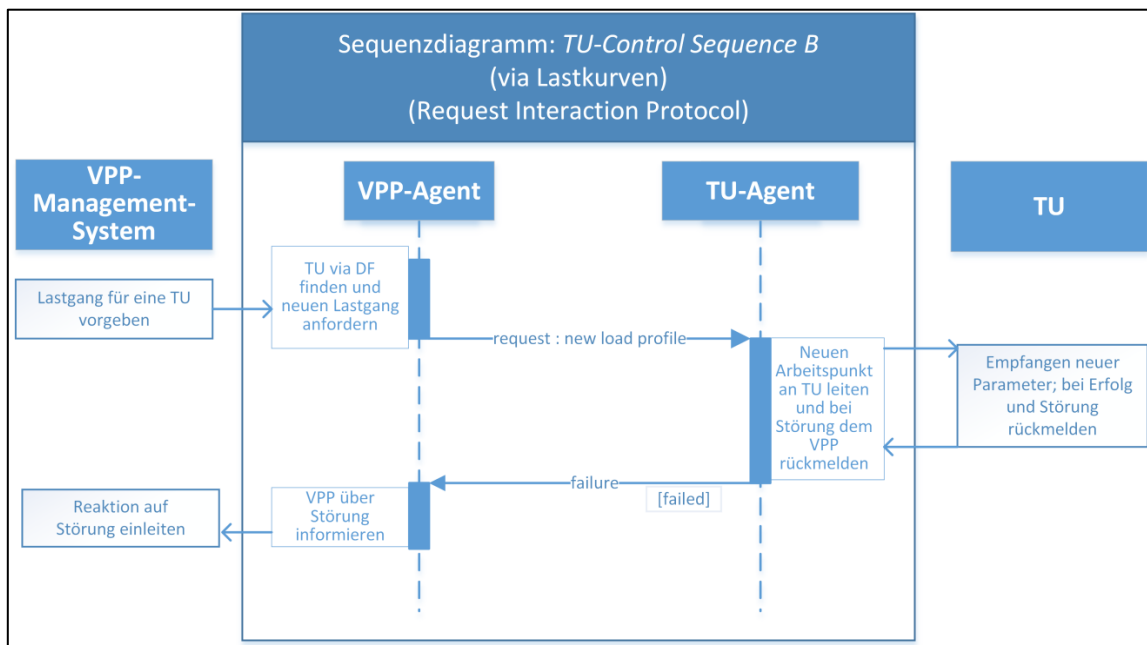 Sequenzdiagramm: TU-Control Sequence B
(via Lastkurven)
(Request Interaction Protocol)
VPP-
Management-
System
VPP-Agent
TU-Agent
TU
Lastgang für eine TU
vorgeben
TU via DF
finden und
neuen Lastgang
anfordern
request : new load profile
Neuen
Arbeitspunkt
an TU leiten
und bei
Störung dem
VPP
rückmelden
Empfangen neuer
Parameter; bei Erfolg
und Störung
rückmelden
failure
[failed]
VPP über
Störung
informieren
Reaktion auf
Störung einleiten